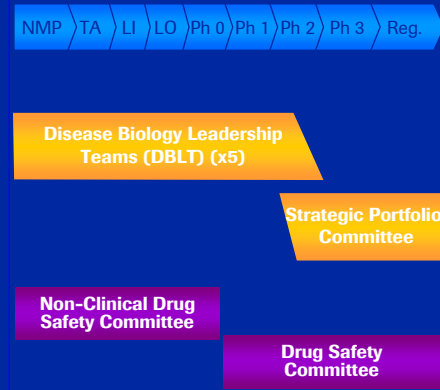 NMP TA LI LO Ph 0 Ph 1 Ph 2 Ph 3 Reg.
Disease Biology Leadership
Teams (DBLT) (x5)
Strategic Portfolio
Committee
Non-Clinical Drug
Safety Committee
Drug Safety
Committee